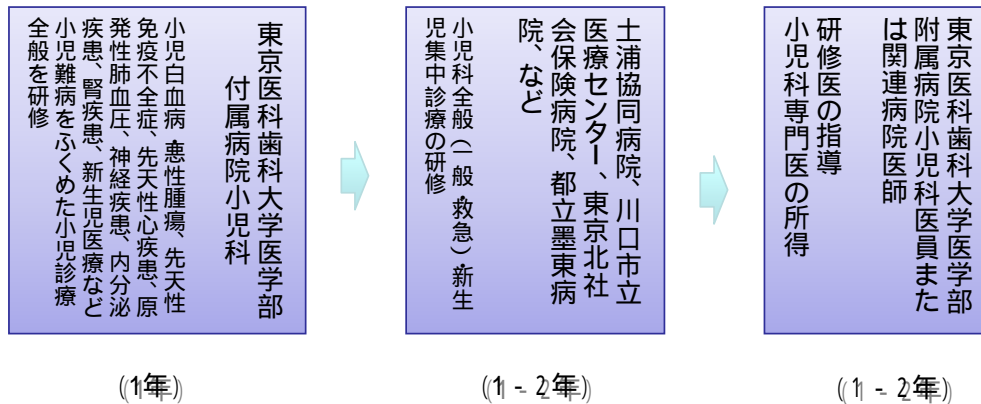 東京医科歯科大学医学部
付属病院小児科
小児白血病・悪性腫瘍、先天性
免疫不全症、先天性心疾患、原
発性肺血圧、神経疾患、内分泌
疾患、腎疾患、新生児医療など
小児難病をふくめた小児診療
全般を研修
(1年)
土浦協同病院、川口市立
医療センター、東京北社
会保険病院、都立墨東病
院、など
小児科全般（一般・救急）・新生
児集中診療の研修
(1 - 2年)
東京医科歯科大学医学部
附属病院小児科医員また
は関連病院医師
研修医の指導
小児科専門医の所得
(1 - 2年)